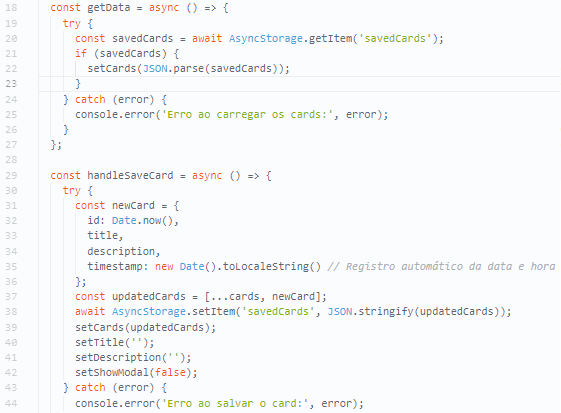 18 const getData = async () => {
19 try {
20 const savedCards = await AsyncStorage.getItem('savedCards');
21 if (savedCards) {
22 setCards(JSON.parse(savedCards));
23 }
24 } catch (error) {
25 console.error('Erro ao carregar os cards:', error);
26 }
27 };
28
29 const handleSaveCard = async () => {
30 try {
31 const newCard = {
32 id: Date.now(),
33 title,
34 description,
35 timestamp: new Date().toLocaleString() // Registro automático da data e hora
36 };
37 const updatedCards = [...cards, newCard];
38 await AsyncStorage.setItem('savedCards', JSON.stringify(updatedCards));
39 setCards(updatedCards);
40 setTitle('');
41 setDescription('');
42 setShowModal(false);
43 } catch (error) {
44 console.error('Erro ao salvar o card:', error);